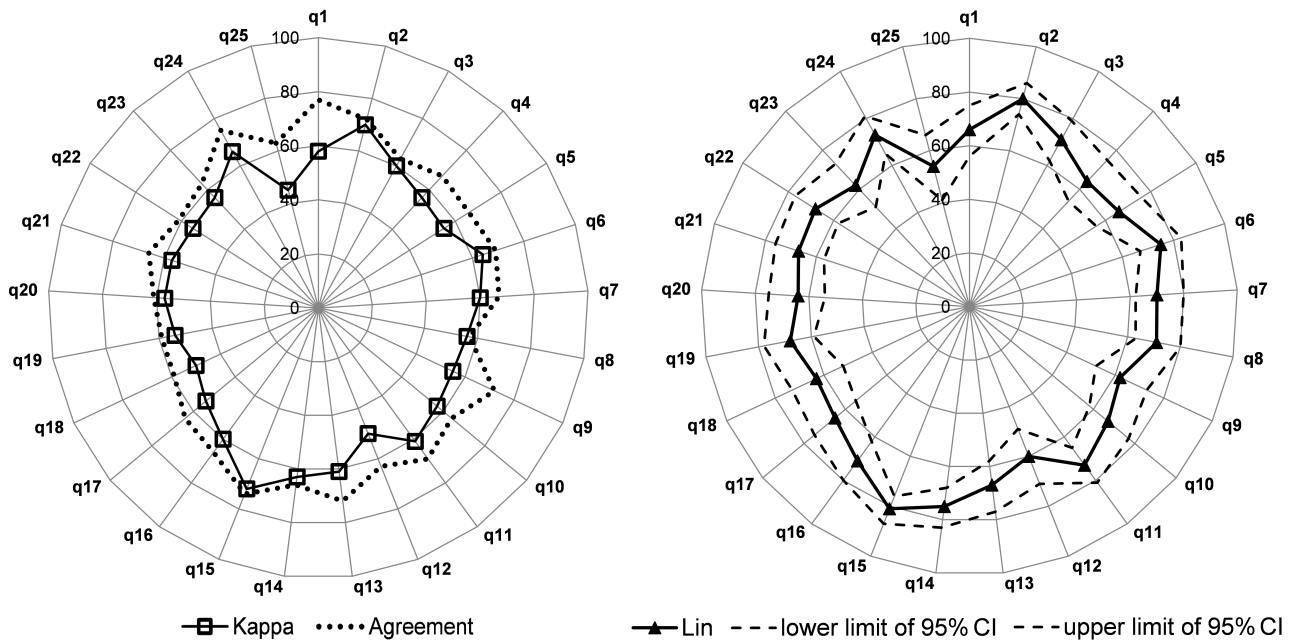 q1
q2
q3
q4
q5
q6
q7
q8
q9
q10
q11
q12
q13
q14
q15
q16
q17
q18
q19
q20
q21
q22
q23
q24
q25
100
80
60
40
20
0
Kappa Agreement
q1
q2
q3
q4
q5
q6
q7
q8
q9
q10
q11
q12
q13
q14
q15
q16
q17
q18
q19
q20
q21
q22
q23
q24
q25
100
80
60
40
20
0
Lin lower limit of 95% CI upper limit of 95% CI